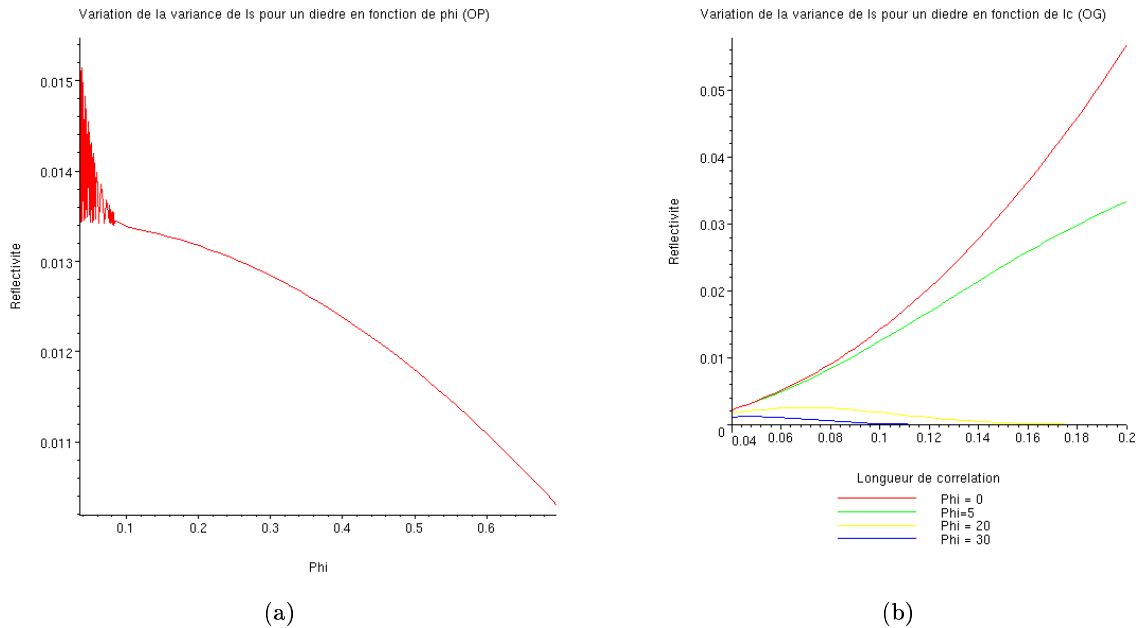 Variation de la variance de Is pour un diedre en fonction de phi (OP)
0.015
0.014
0.013
0.012
0.011
Reflectivite
0.1 0.2 0.3 0.4 0.5 0.6
Phi
(a)
Variation de la variance de Is pour un diedre en fonction de lc (OG)
0.05
0.04
0.03
0.02
0.01
0
Reflectivite
0.04 0.06 0.08 0.1 0.12 0.14 0.16 0.18 0.2
Longueur de correlation
Phi = 0
Phi=5
Phi = 20
Phi = 30
(b)